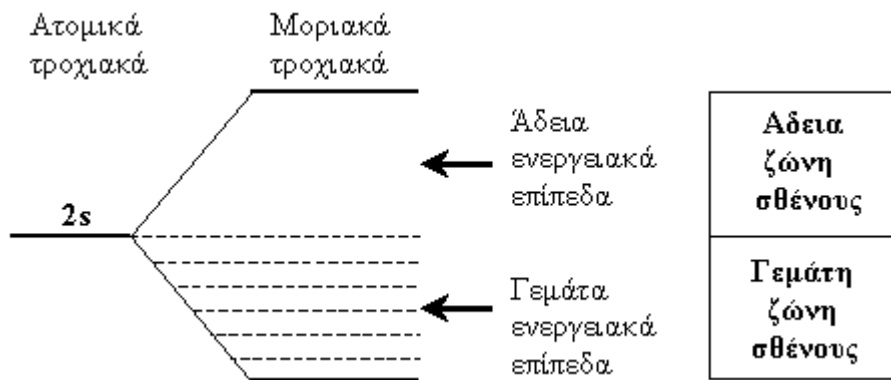 Ατομικά
τροχιακά
Μοριακά
τροχιακά
2s
Άδεια
ενεργειακά
επίπεδα
Γεμάτα
ενεργειακά
επίπεδα
Αδεια
ζώνη
σθένους
Γεμάτη
ζώνη
σθένους